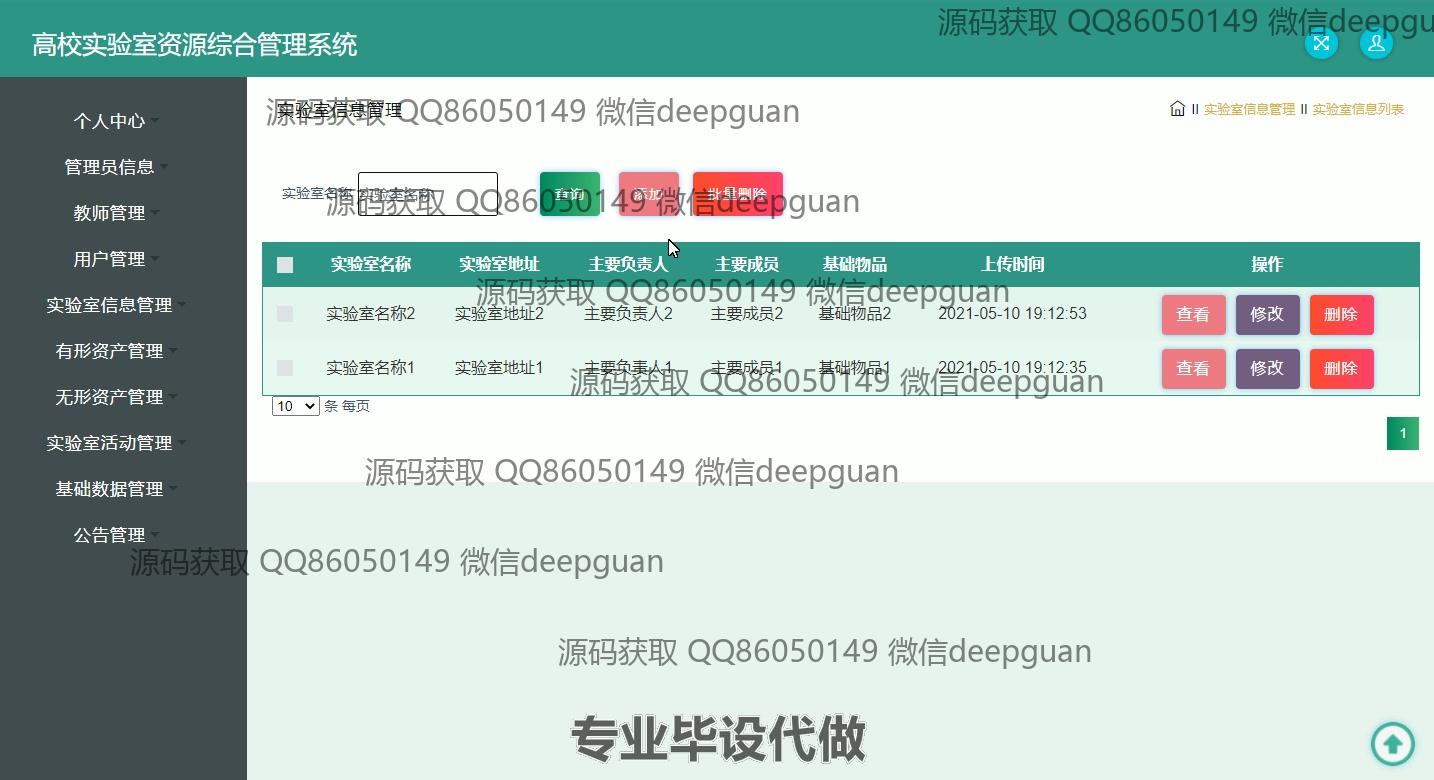 源码获取 QQ86050149 微信deepgu
高校实验室资源综合管理系统
个人中心
管理员信息
教师管理
用户管理
实验室信息管理
有形资产管理
无形资产管理
实验室活动管理
基础数据管理
公告管理
实验室信息管理
源码获取 QQ86050149 微信deepguan
II 实验室信息管理 II 实验室信息列表
实验室名称 实验室名称 查询 添加 批量删除
源码获取 QQ86050149 微信deepguan
实验室名称 实验室地址 主要负责人 主要成员 基础物品 上传时间 操作
源码获取 QQ86050149 微信deepguan
实验室名称2 实验室地址2 主要负责人2 主要成员2 基础物品2 2021-05-10 19:12:53 查看 修改 删除
实验室名称1 实验室地址1 主要负责人1 主要成员1 基础物品1 2021-05-10 19:12:35 查看 修改 删除
源码获取 QQ86050149 微信deepguan
10 条 每页
1
源码获取 QQ86050149 微信deepguan
源码获取 QQ86050149 微信deepguan
源码获取 QQ86050149 微信deepguan
专业毕设代做